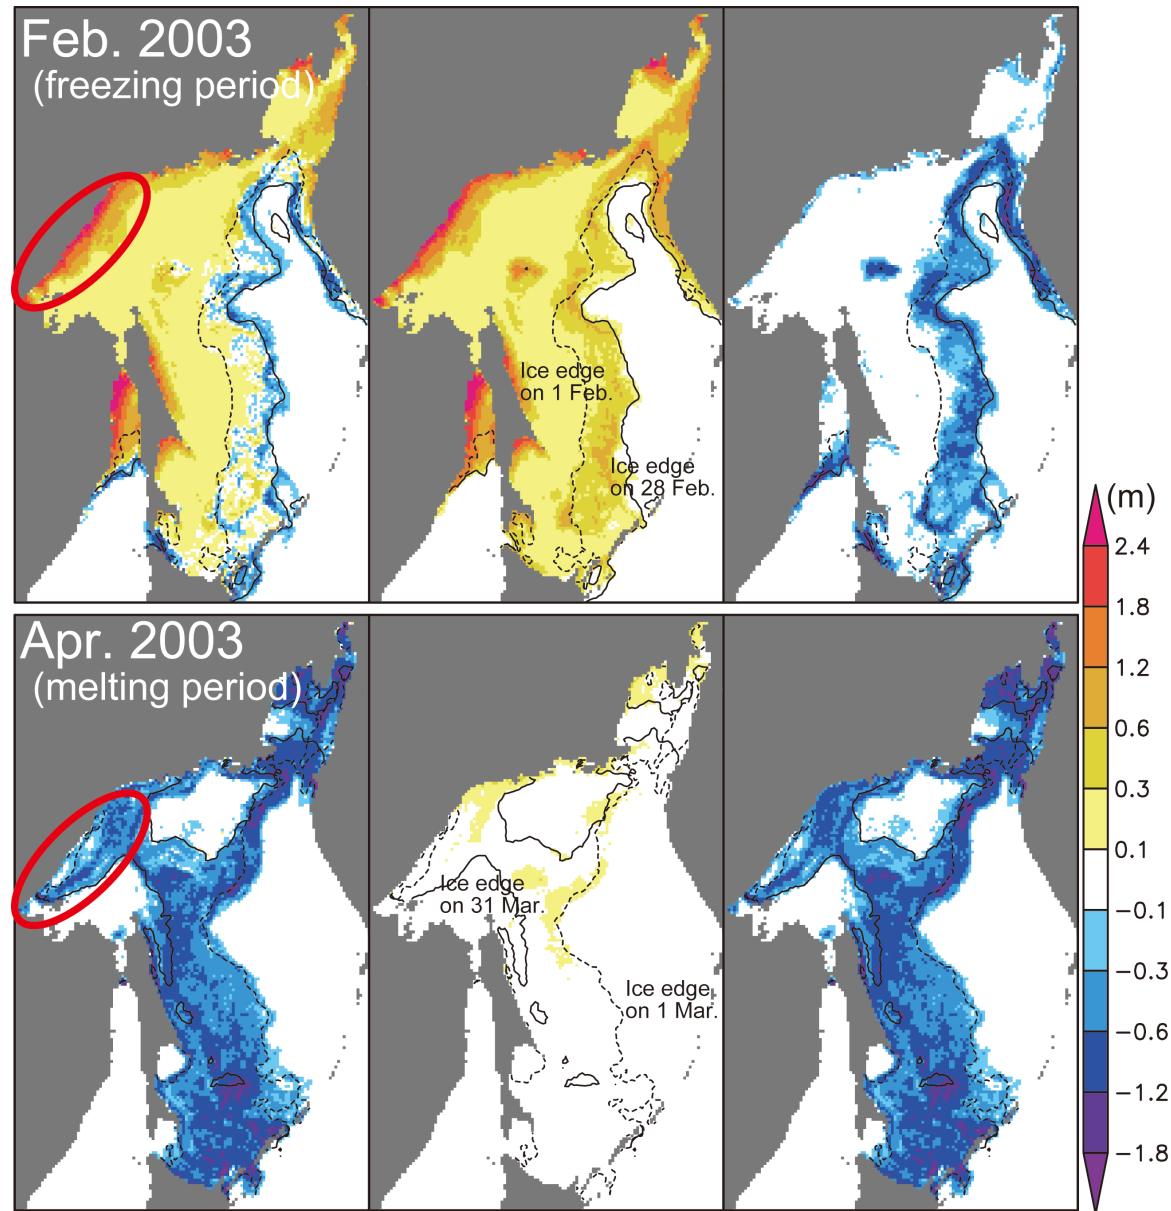 Feb. 2003
(freezing period)
Ice edge
on 1 Feb.
Ice edge
on 28 Feb.
(m)
2.4
1.8
1.2
0.6
0.3
0.1
−0.1
−0.3
−0.6
−1.2
−1.8
Apr. 2003
(melting period)
Ice edge
on 31 Mar.
Ice edge
on 1 Mar.